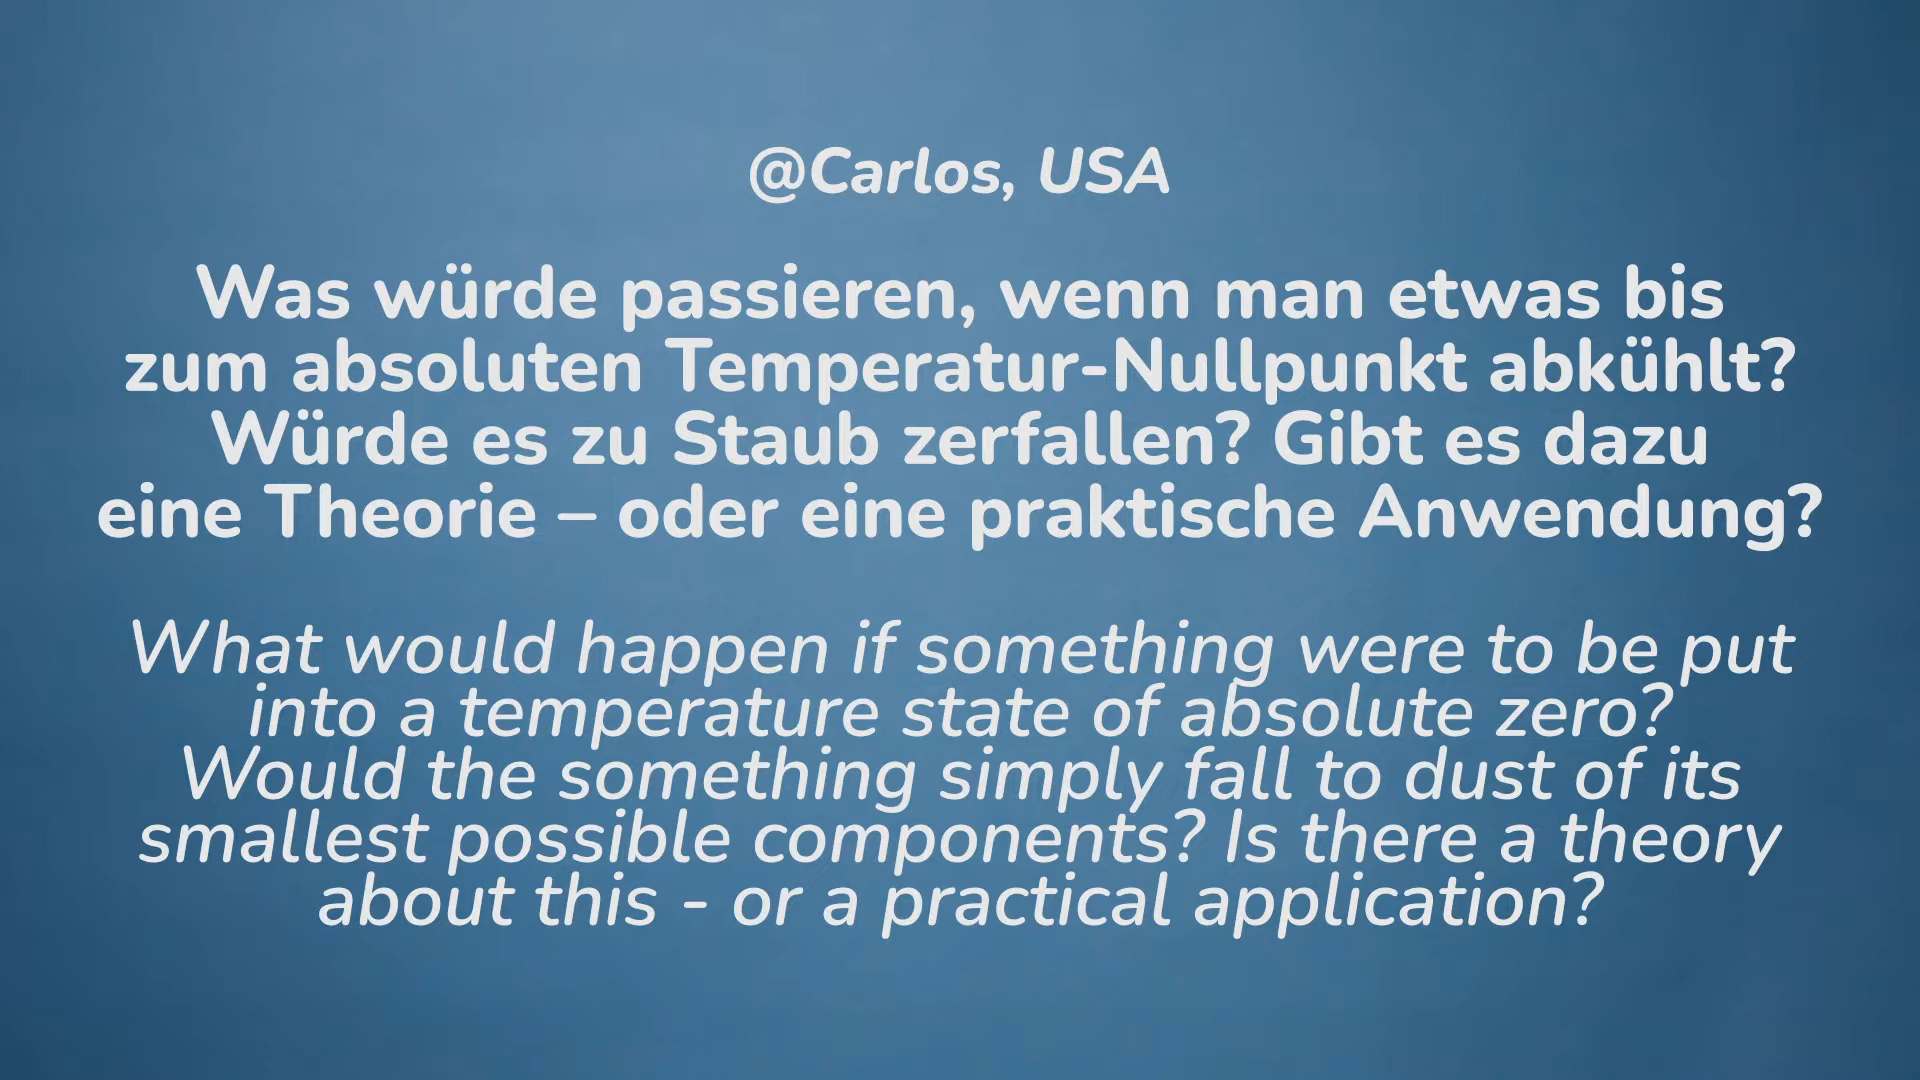 @Carlos, USA
Was würde passieren, wenn man etwas bis
zum absoluten Temperatur-Nullpunkt abkühlt?
Würde es zu Staub zerfallen? Gibt es dazu
eine Theorie – oder eine praktische Anwendung?
What would happen if something were to be put
into a temperature state of absolute zero?
Would the something simply fall to dust of its
smallest possible components? Is there a theory
about this - or a practical application?